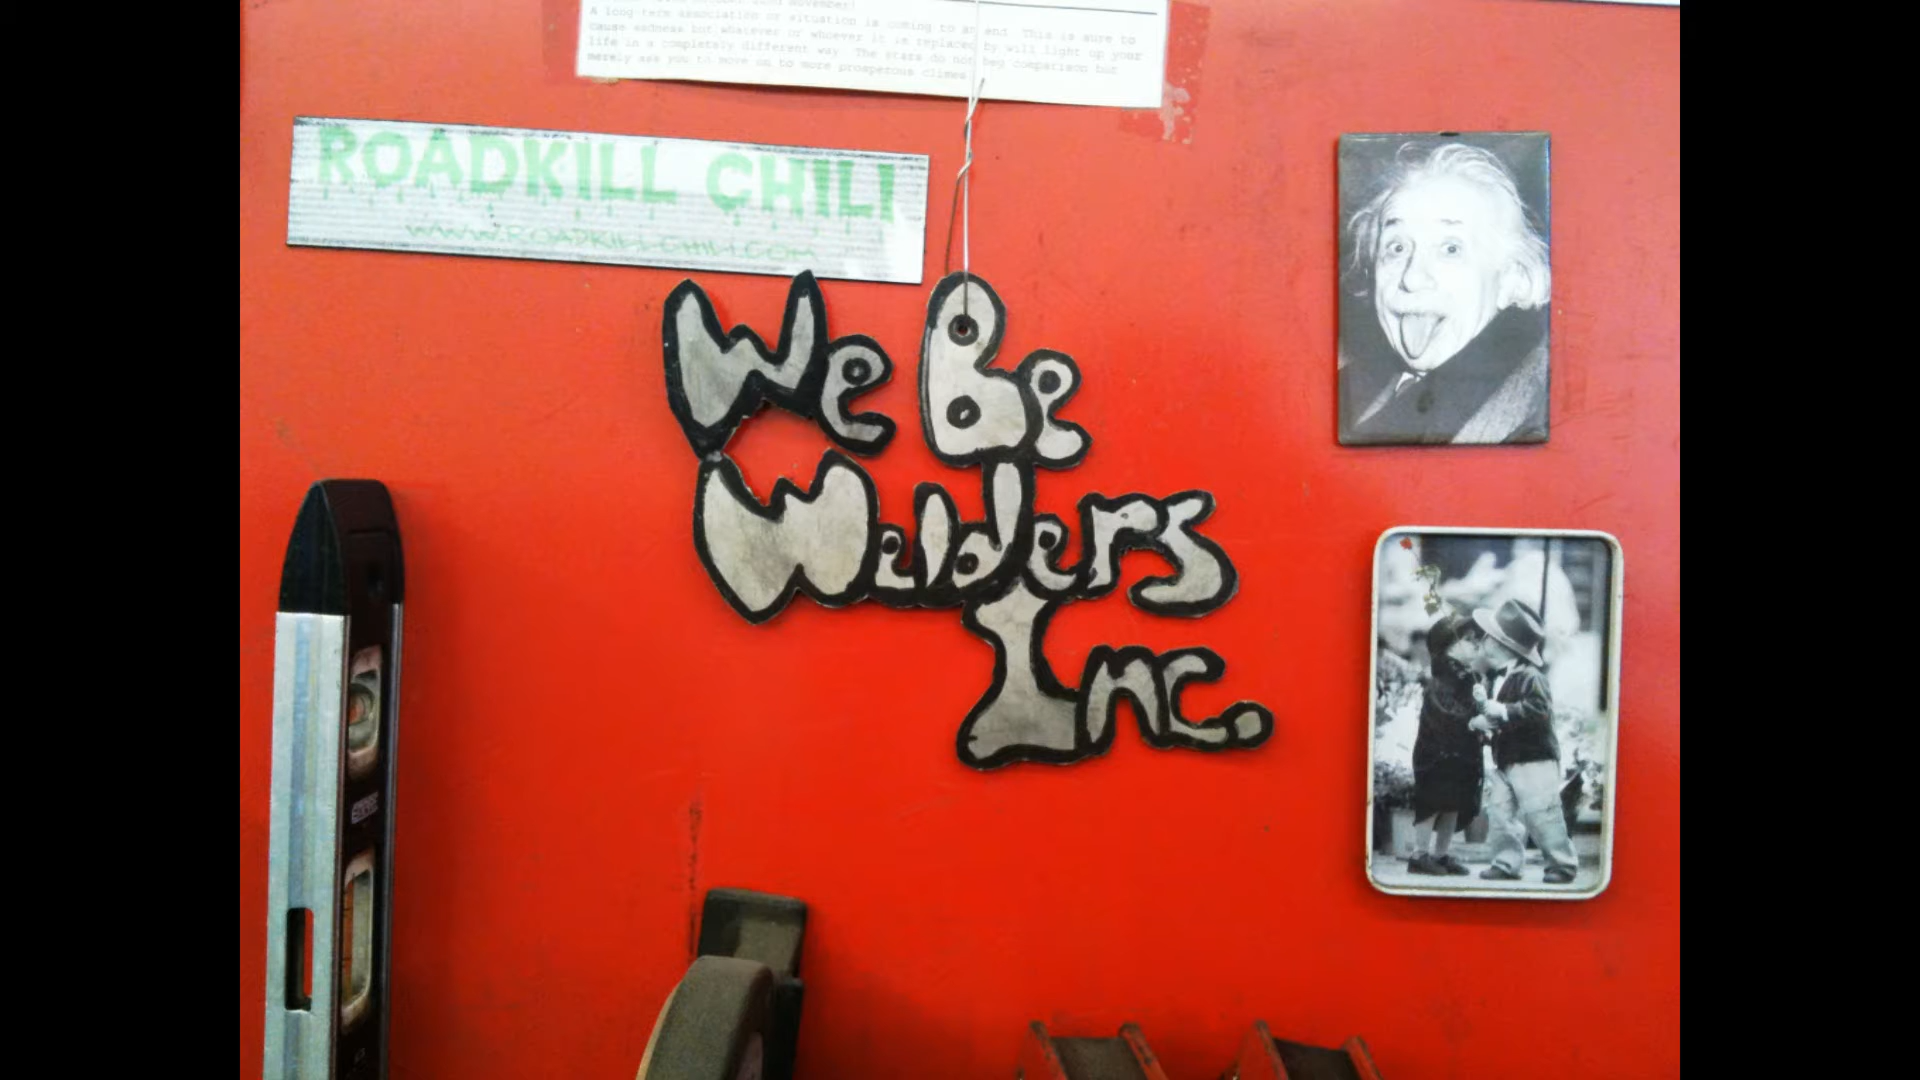 A long term association or situation is coming to an end. This is sure to
cause sadness but whatever or whoever it is replaced by will light up your
life in a completely different way. The stars do not beg comparison but
merely ask you to move on to more prosperous climes
ROADKILL CHILI
WWW.ROADKILLCHILI.COM
We Be
Welders
Inc.